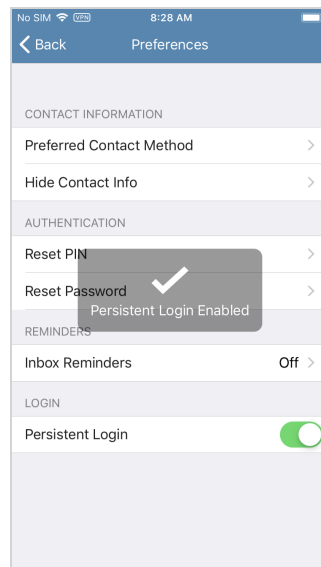 No SIM VPN 8:28 AM
Back Preferences
CONTACT INFORMATION
Preferred Contact Method
Hide Contact Info
AUTHENTICATION
Reset PIN
Reset Password
Persistent Login Enabled
REMINDERS
Inbox Reminders Off
LOGIN
Persistent Login